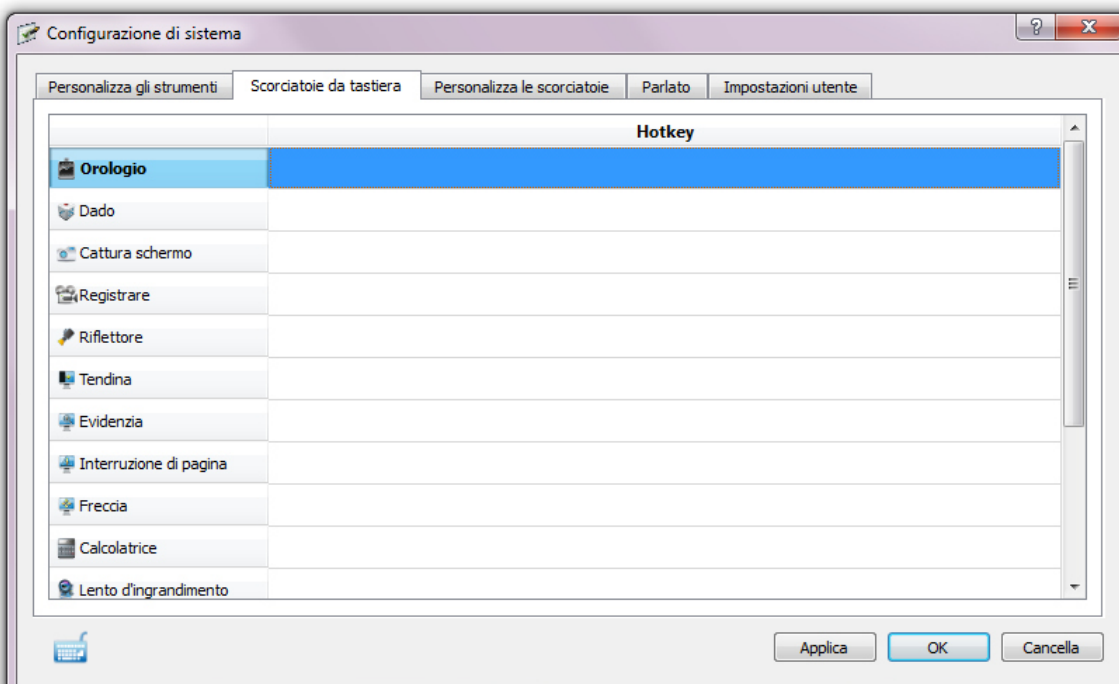 Configurazione di sistema
Personalizza gli strumenti Scorciatoie da tastiera Personalizza le scorciatoie Parlato Impostazioni utente
Hotkey
Orologio
Dado
Cattura schermo
Registrare
Riflettore
Tendina
Evidenzia
Interruzione di pagina
Freccia
Calcolatrice
Lento d'ingrandimento
Applica OK Cancella